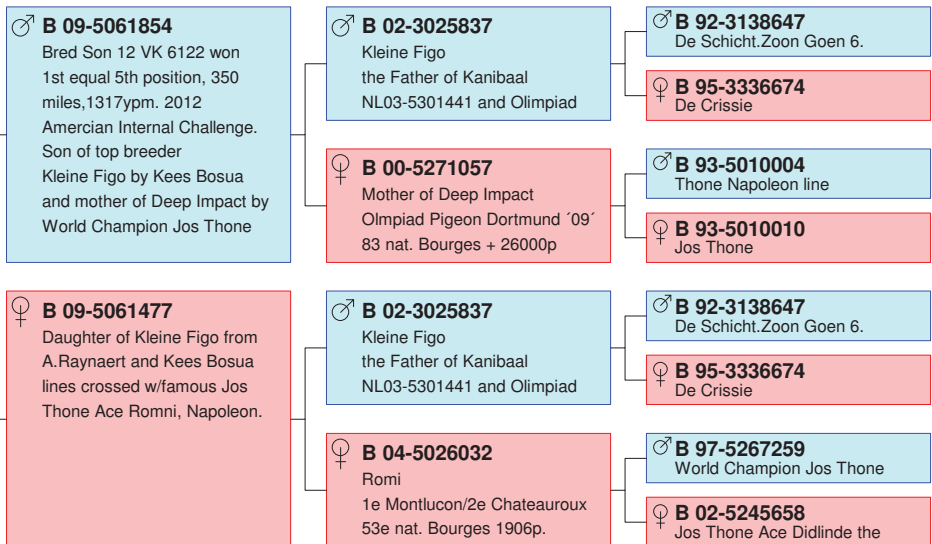 B 09-5061854
Bred Son 12 VK 6122 won
1st equal 5th position, 350
miles,1317ypm. 2012
Amercian Internal Challenge.
Son of top breeder
Kleine Figo by Kees Bosua
and mother of Deep Impact by
World Champion Jos Thone
B 02-3025837
Kleine Figo
the Father of Kanibaal
NL03-5301441 and Olimpiad
B 92-3138647
De Schicht.Zoon Goen 6.
B 95-3336674
De Crissie
B 00-5271057
Mother of Deep Impact
Olmpiad Pigeon Dortmund ´09´
83 nat. Bourges + 26000p
B 93-5010004
Thone Napoleon line
B 93-5010010
Jos Thone
B 09-5061477
Daughter of Kleine Figo from
A.Raynaert and Kees Bosua
lines crossed w/famous Jos
Thone Ace Romni, Napoleon.
B 02-3025837
Kleine Figo
the Father of Kanibaal
NL03-5301441 and Olimpiad
B 92-3138647
De Schicht.Zoon Goen 6.
B 95-3336674
De Crissie
B 04-5026032
Romi
1e Montlucon/2e Chateauroux
53e nat. Bourges 1906p.
B 97-5267259
World Champion Jos Thone
B 02-5245658
Jos Thone Ace Didlinde the